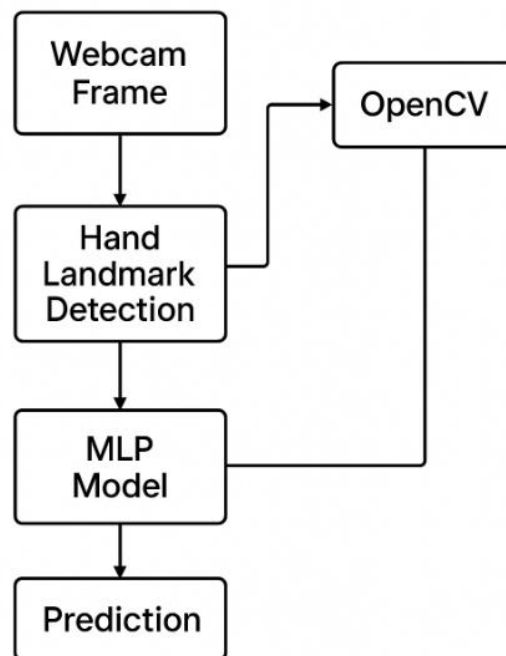 Webcam
Frame
OpenCV
Hand
Landmark
Detection
MLP
Model
Prediction